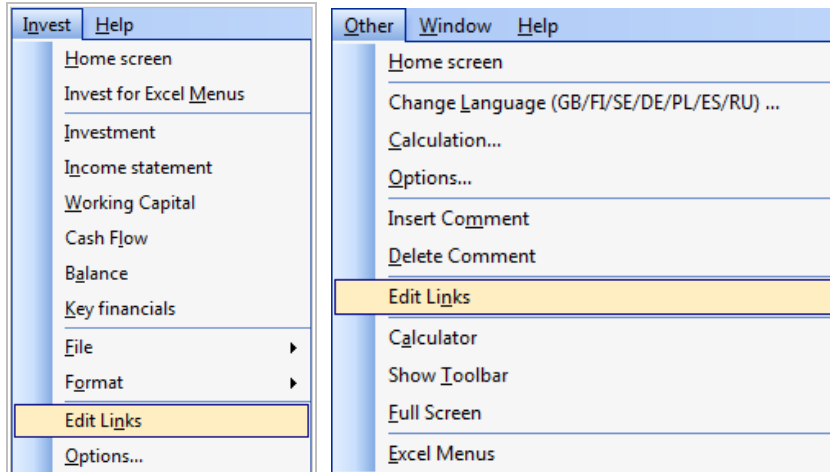 Invest Help
Home screen
Invest for Excel Menus
Investment
Income statement
Working Capital
Cash Flow
Balance
Key financials
File
Format
Edit Links
Options...
Other Window Help
Home screen
Change Language (GB/FI/SE/DE/PL/ES/RU) ...
Calculation...
Options...
Insert Comment
Delete Comment
Edit Links
Calculator
Show Toolbar
Full Screen
Excel Menus